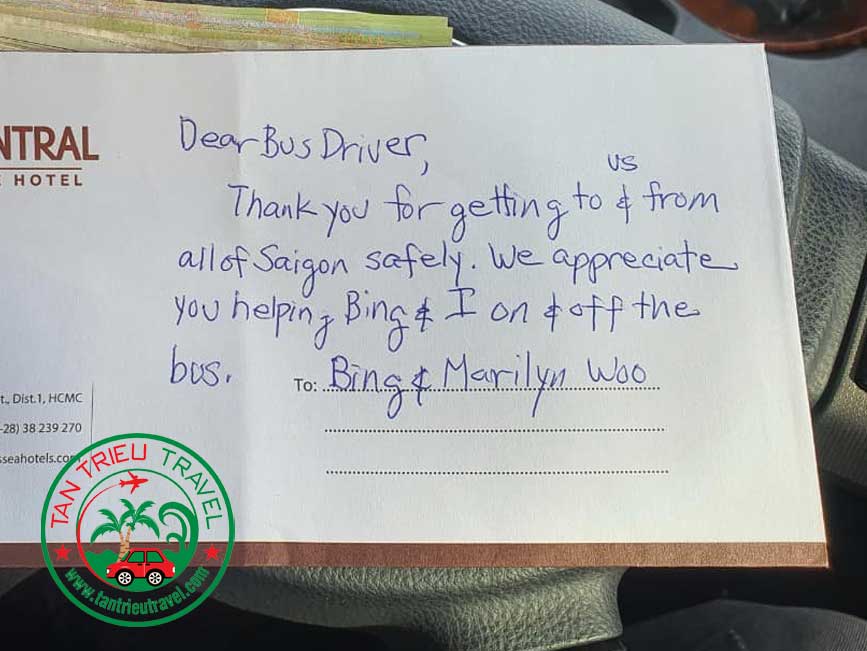 NTRAL
HOTEL
Dear Bus Driver,
us
Thank you for getting to & from
all of Saigon safely. We appreciate
you helping Bing & I on & off the
bus.
To: Bing & Marilyn Woo
t., Dist.1, HCMC
-28) 38 239 270
sseahotels.com
TAN TRIEU TRAVEL
www.tantrieutravel.com